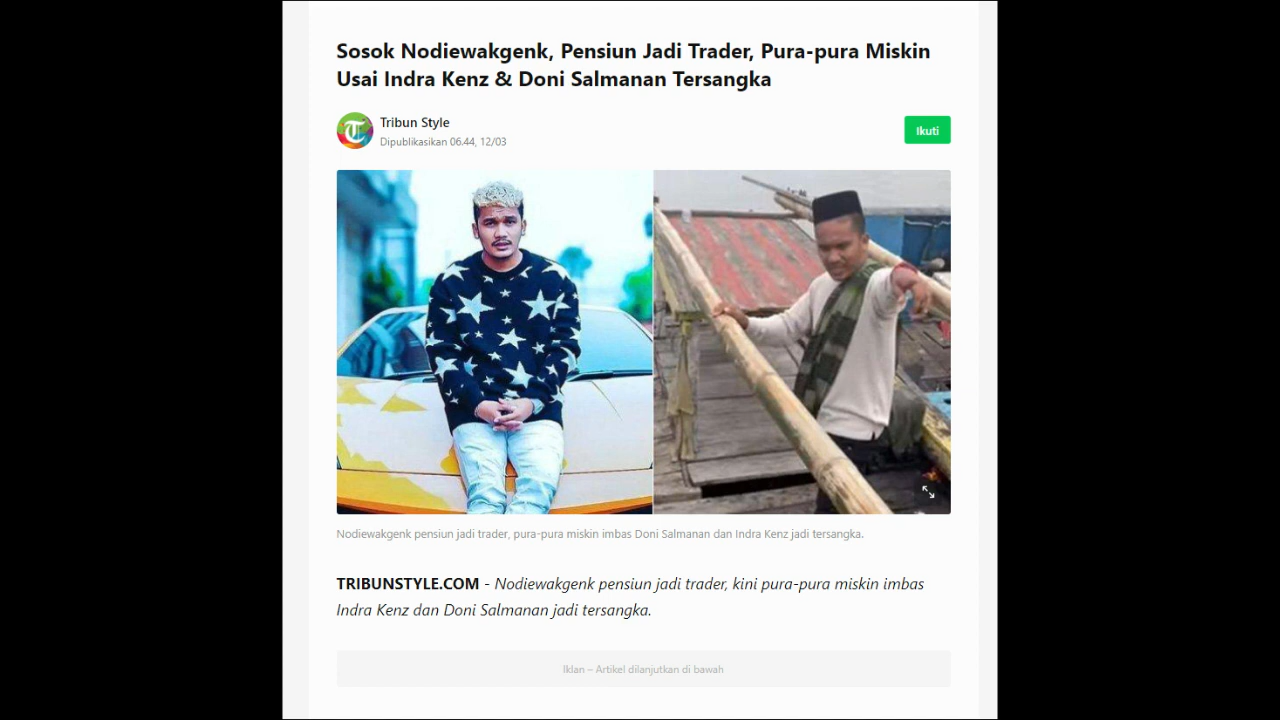 Sosok Nodiewakgenk, Pensiun Jadi Trader, Pura-pura Miskin
Usai Indra Kenz & Doni Salmanan Tersangka
Tribun Style
Dipublikasikan 06.44, 12/03
Ikuti
Nodiewakgenk pensiun jadi trader, pura-pura miskin imbas Doni Salmanan dan Indra Kenz jadi tersangka.
TRIBUNSTYLE.COM - Nodiewakgenk pensiun jadi trader, kini pura-pura miskin imbas
Indra Kenz dan Doni Salmanan jadi tersangka.
Iklan – Artikel dilanjutkan di bawah